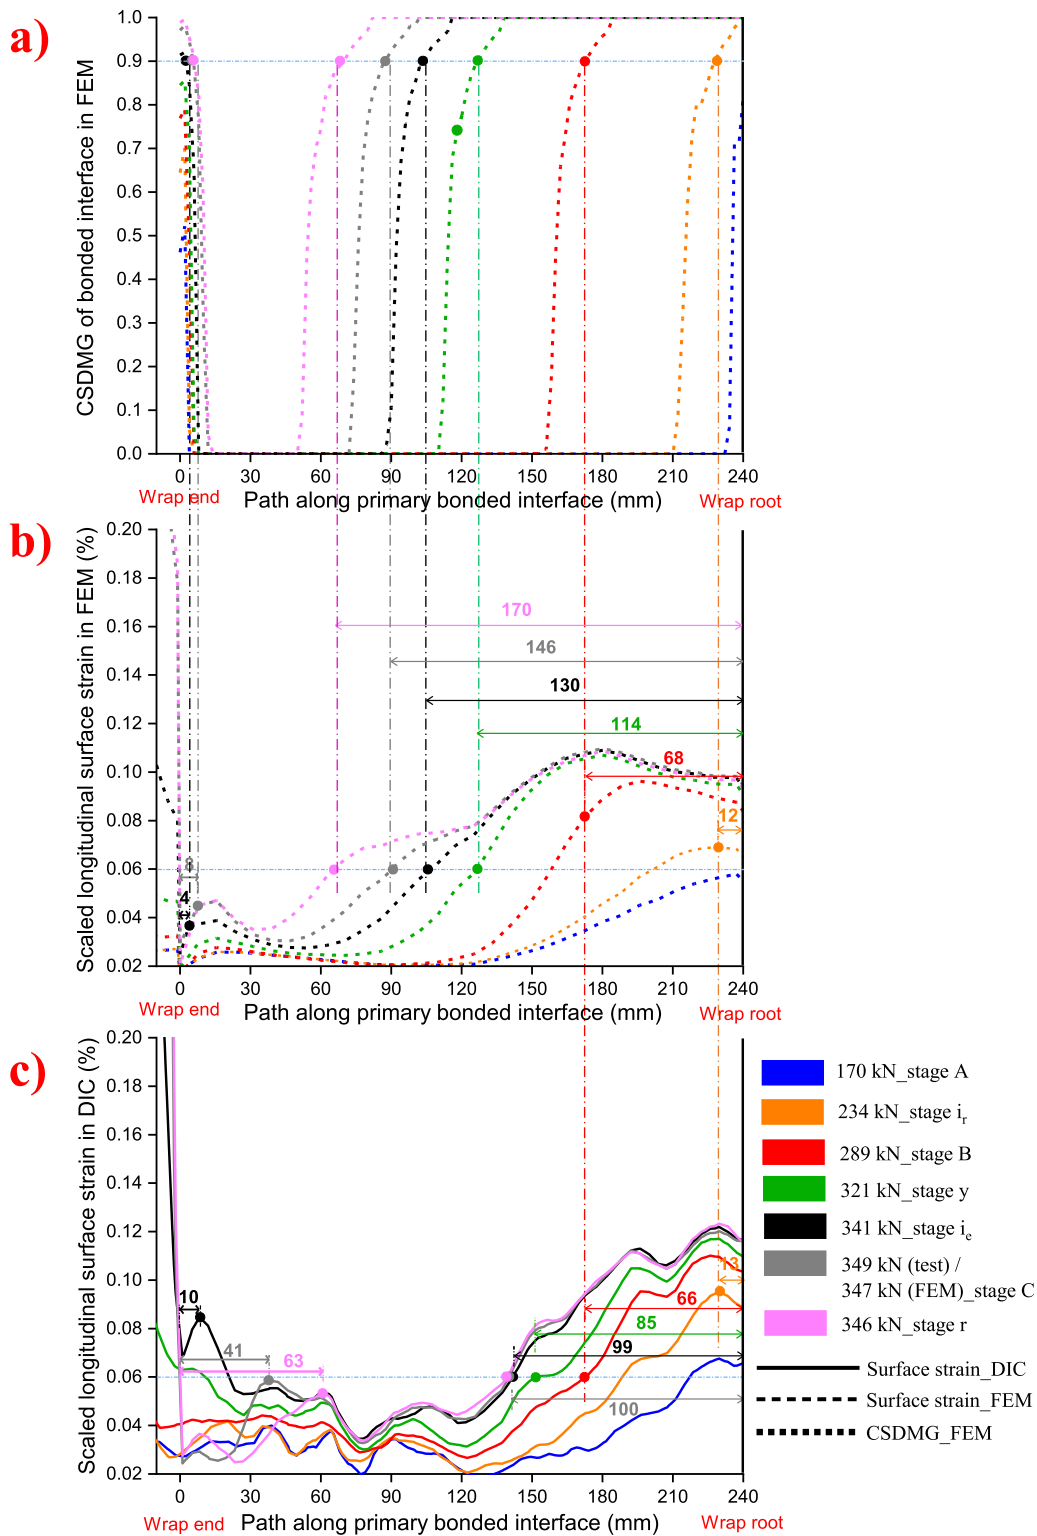 a)
CSDMG of bonded interface in FEM
1.0
0.9
0.8
0.7
0.6
0.5
0.4
0.3
0.2
0.1
0.0
0 30 60 90 120 150 180 210 240
Wrap end Path along primary bonded interface (mm) Wrap root
b)
Scaled longitudinal surface strain in FEM (%)
0.20
0.18
0.16
0.14
0.12
0.10
0.08
0.06
0.04
0.02
170
146
130
114
68
12
8
4
0 30 60 90 120 150 180 210 240
Wrap end Path along primary bonded interface (mm) Wrap root
c)
Scaled longitudinal surface strain in DIC (%)
0.20
0.18
0.16
0.14
0.12
0.10
0.08
0.06
0.04
0.02
13
10
66
85
41
99
63
100
0 30 60 90 120 150 180 210 240
Wrap end Path along primary bonded interface (mm) Wrap root
170 kN_stage A
234 kN_stage ir
289 kN_stage B
321 kN_stage y
341 kN_stage ie
349 kN (test) /
347 kN (FEM)_stage C
346 kN_stage r
Surface strain_DIC
Surface strain_FEM
CSDMG_FEM